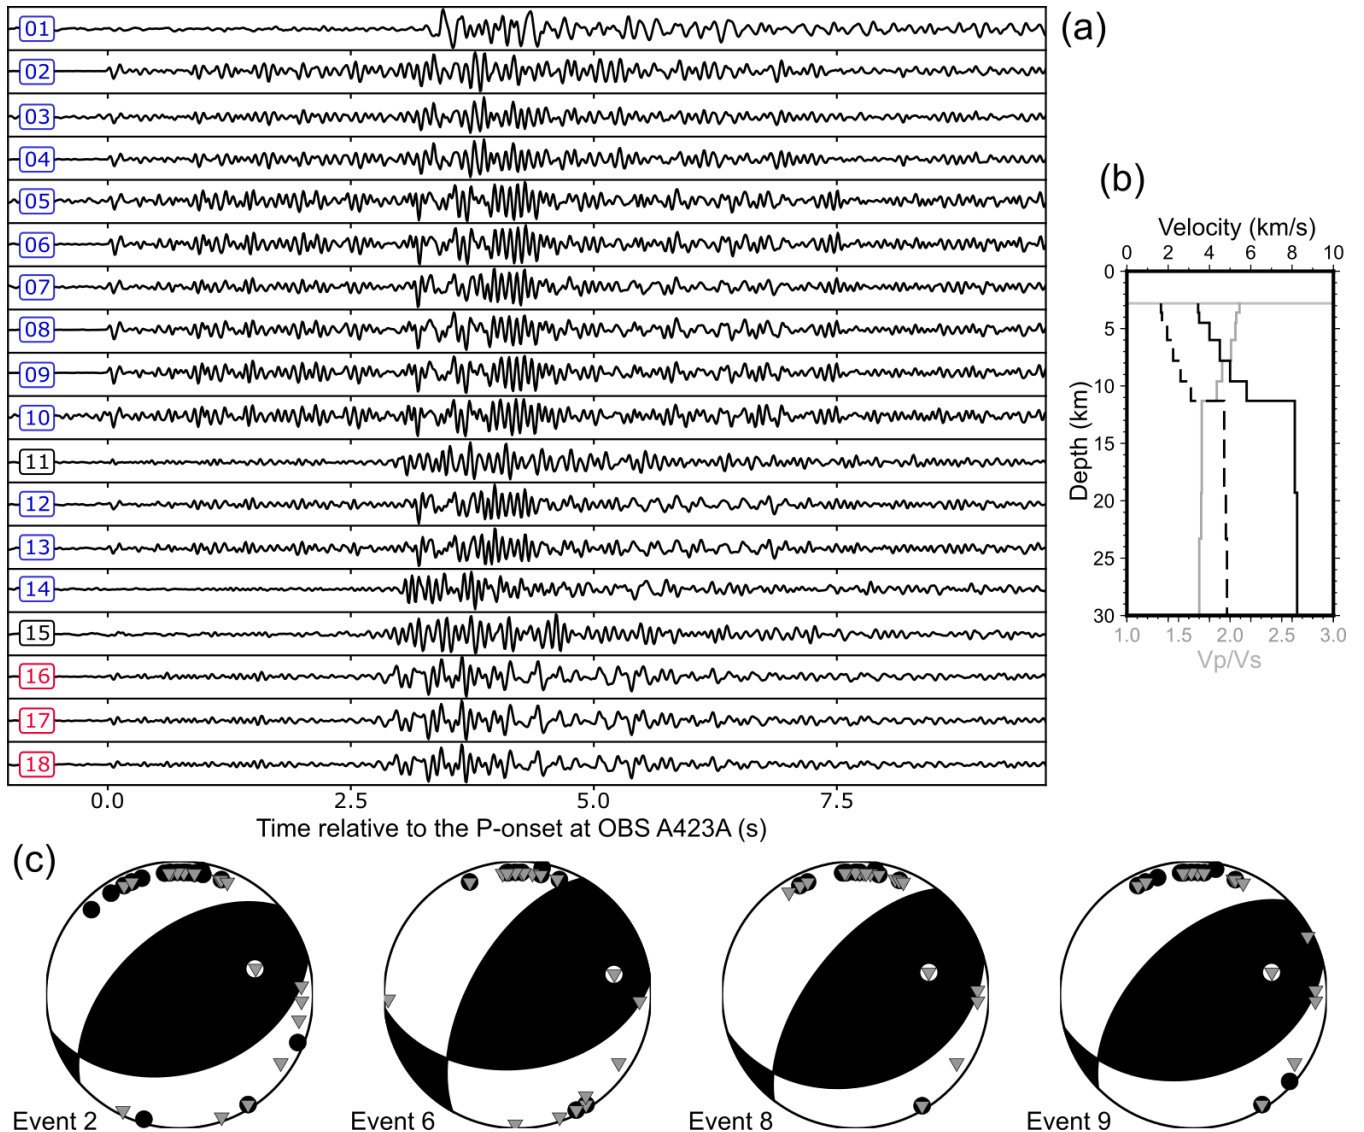 (a)
01
02
03
04
05
06
07
08
09
10
11
12
13
14
15
16
17
18
0.0 2.5 5.0 7.5
Time relative to the P-onset at OBS A423A (s)
(b)
Velocity (km/s)
0 2 4 6 8 10
0
5
10
15
20
25
30
Depth (km)
1.0 1.5 2.0 2.5 3.0
Vp/Vs
(c)
Event 2
Event 6
Event 8
Event 9